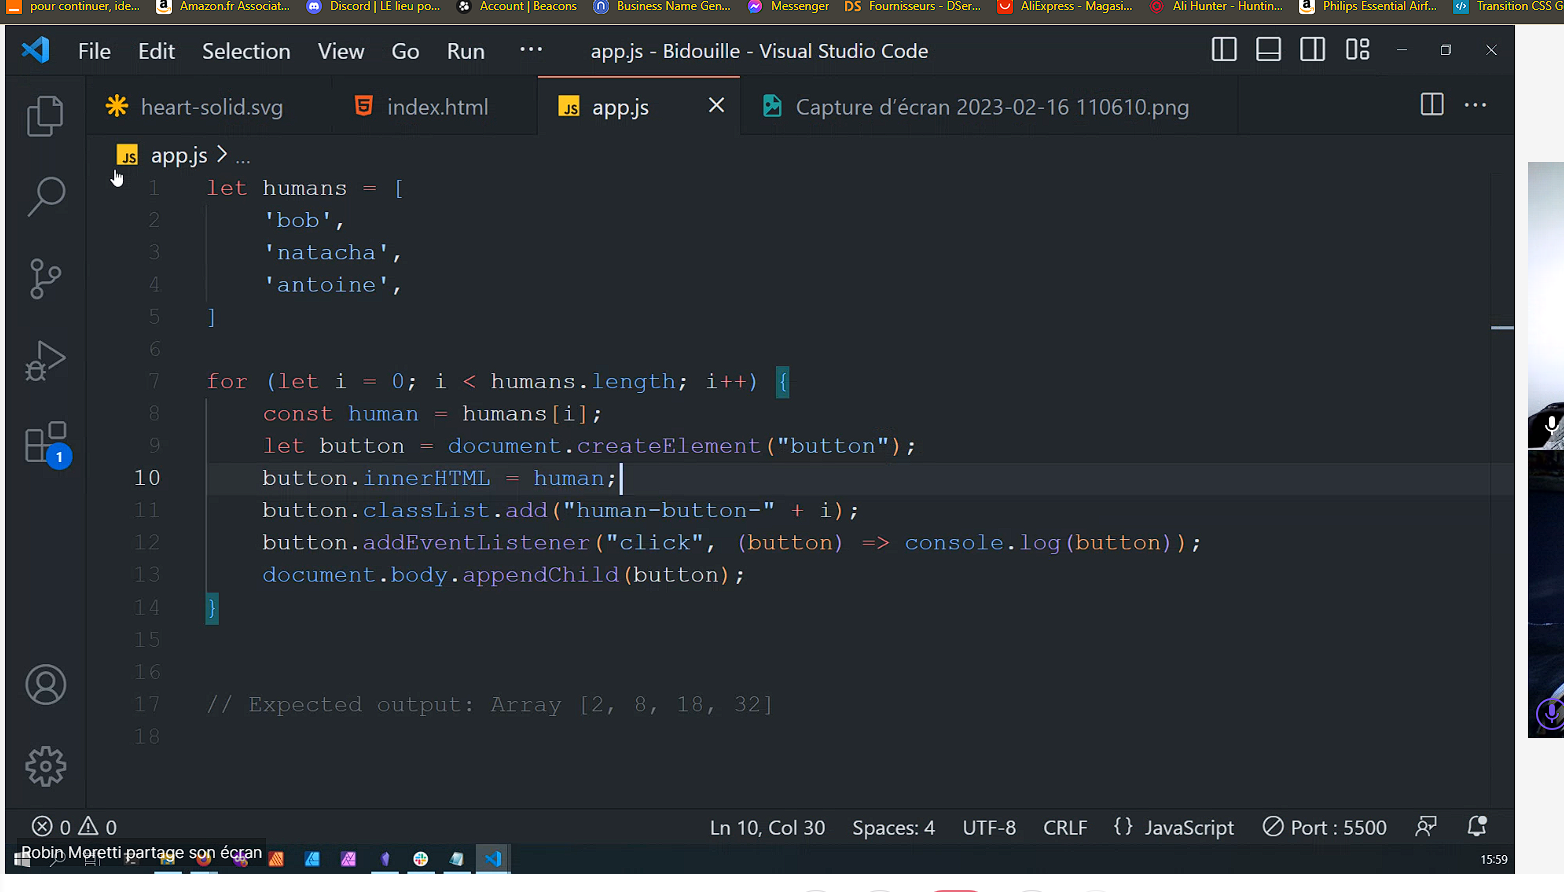 pour continuer, ide...
Amazon.fr Associat...
Discord | LE lieu po...
Account | Beacons
Business Name Gen...
Messenger
DS Fournisseurs - DSer...
AliExpress - Magasi...
Ali Hunter - Huntin...
Philips Essential Airf...
Transition CSS G
File Edit Selection View Go Run ··· app.js - Bidouille - Visual Studio Code
heart-solid.svg
index.html
JS app.js
Capture d’écran 2023-02-16 110610.png
JS app.js > ...
1 let humans = [
2 'bob',
3 'natacha',
4 'antoine',
5 ]
6
7 for (let i = 0; i < humans.length; i++) {
8 const human = humans[i];
9 let button = document.createElement("button");
10 button.innerHTML = human;
11 button.classList.add("human-button-" + i);
12 button.addEventListener("click", (button) => console.log(button));
13 document.body.appendChild(button);
14 }
15
16
17 // Expected output: Array [2, 8, 18, 32]
18
1
0 0 Ln 10, Col 30 Spaces: 4 UTF-8 CRLF {} JavaScript Port : 5500
Robin Moretti partage son écran
15:59